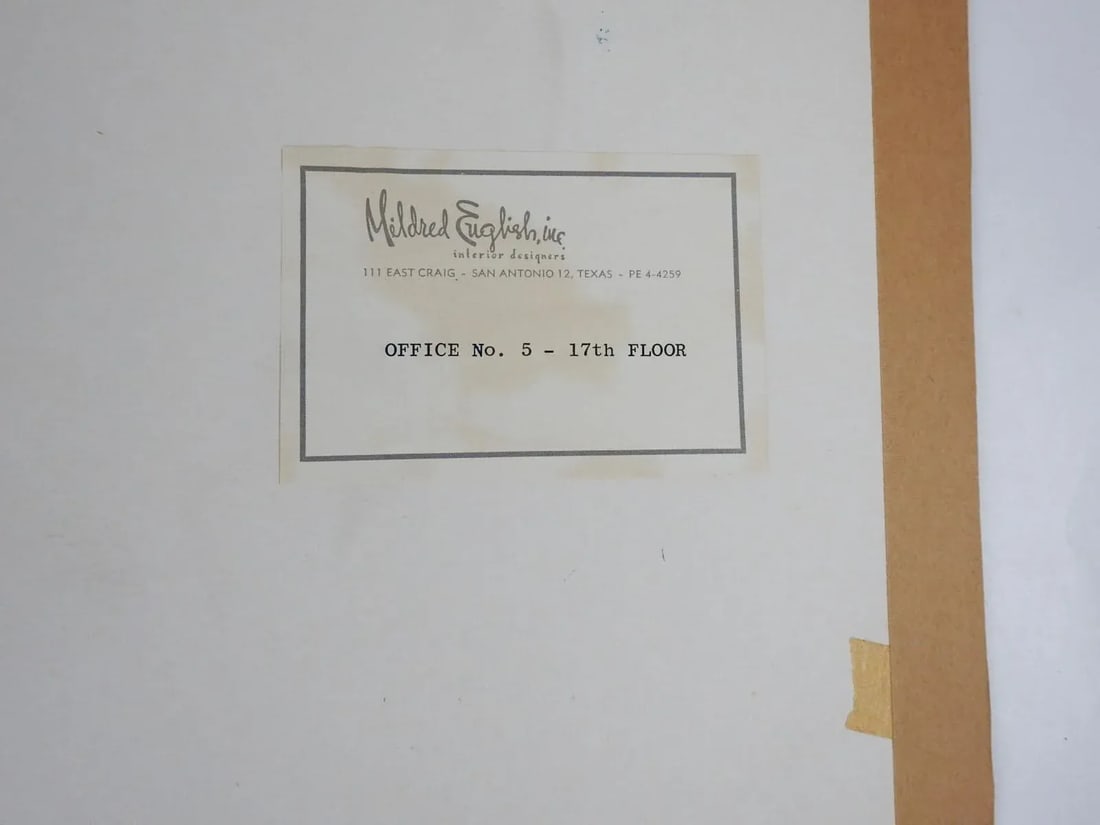 Mildred English, inc.
interior designers
111 EAST CRAIG - SAN ANTONIO 12, TEXAS - PE 4-4259
OFFICE No. 5 - 17th FLOOR